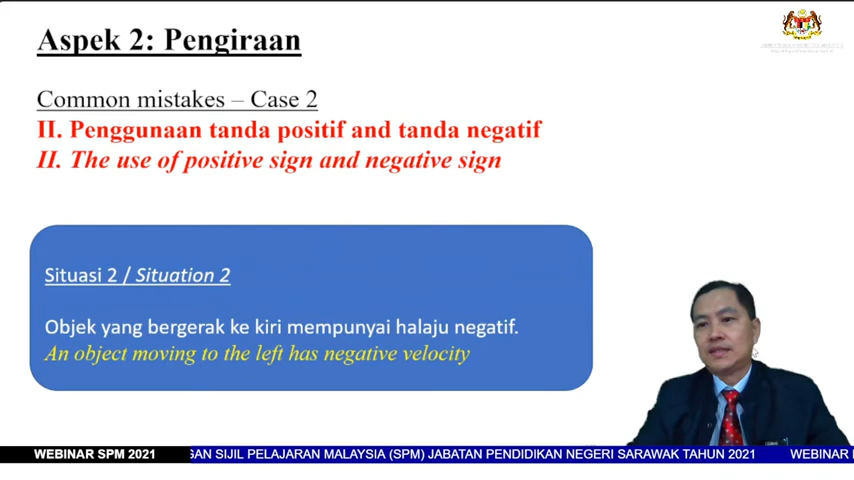 Aspek 2: Pengiraan
Common mistakes – Case 2
II. Penggunaan tanda positif and tanda negatif
II. The use of positive sign and negative sign
Situasi 2 / Situation 2
Objek yang bergerak ke kiri mempunyai halaju negatif.
An object moving to the left has negative velocity
WEBINAR SPM 2021 GAN SIJIL PELAJARAN MALAYSIA (SPM) JABATAN PENDIDIKAN NEGERI SARAWAK TAHUN 2021 WEBINAR